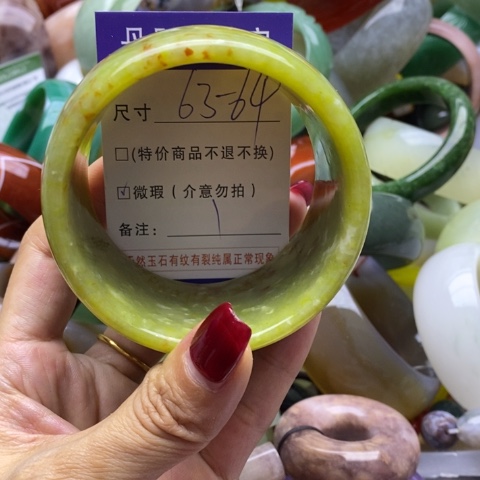 尺寸 63-64
□(特价商品不退不换)
☑微瑕(介意勿拍)
备注:
天然玉石有纹有裂纯属正常现象